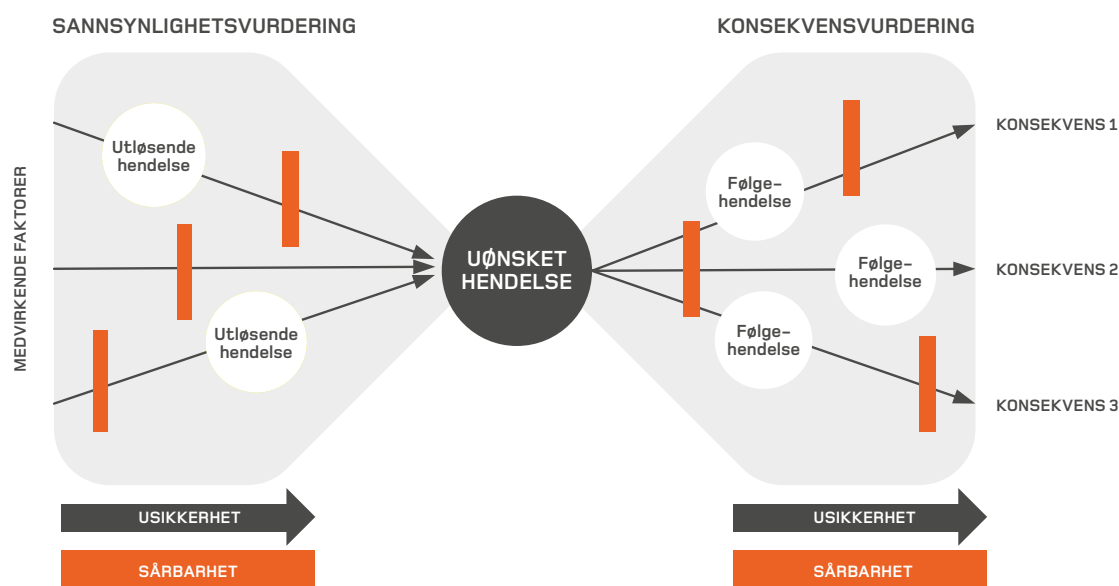 SANNSYNLIGHETSVURDERING
KONSEKVENSVURDERING
MEDVIRKENDE FAKTORER
Utløsende
hendelse
Utløsende
hendelse
UØNSKET
HENDELSE
Følge-
hendelse
Følge-
hendelse
Følge-
hendelse
KONSEKVENS 1
KONSEKVENS 2
KONSEKVENS 3
USIKKERHET
SÅRBARHET
USIKKERHET
SÅRBARHET